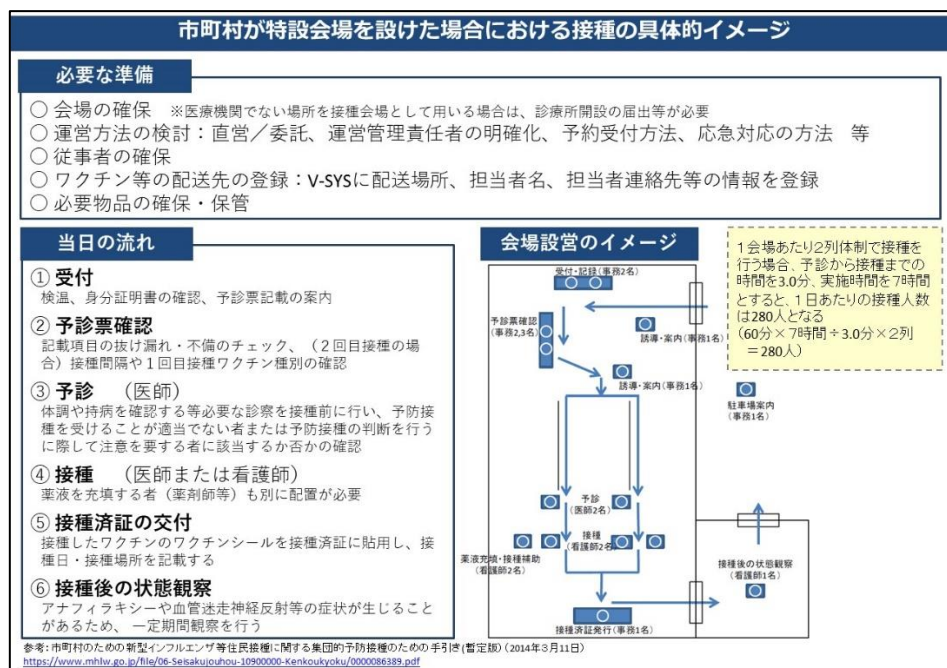 市町村が特設会場を設けた場合における接種の具体的イメージ
必要な準備
○ 会場の確保 ※医療機関でない場所を接種会場として用いる場合は、診療所開設の届出等が必要
○ 運営方法の検討:直営/委託、運営管理責任者の明確化、予約受付方法、応急対応の方法 等
○ 従事者の確保
○ ワクチン等の配送先の登録:V-SYSに配送場所、担当者名、担当者連絡先等の情報を登録
○ 必要物品の確保・保管
当日の流れ
① 受付
検温、身分証明書の確認、予診票記載の案内
② 予診票確認
記載項目の抜け漏れ・不備のチェック、(2回目接種の場
合)接種間隔や1回目接種ワクチン種別の確認
③ 予診 (医師)
体調や持病を確認する等必要な診察を接種前に行い、予防接
種を受けることが適当でない者または予防接種の判断を行う
に際して注意を要する者に該当するか否かの確認
④ 接種 (医師または看護師)
薬液を充填する者(薬剤師等)も別に配置が必要
⑤ 接種済証の交付
接種したワクチンのワクチンシールを接種済証に貼用し、接
種日・接種場所を記載する
⑥ 接種後の状態観察
アナフィラキシーや血管迷走神経反射等の症状が生じること
があるため、一定期間観察を行う
会場設営のイメージ
受付・記録(事務2名)
予診票確認
(事務2,3名)
誘導・案内(事務1名)
誘導・案内(事務1名)
駐車場案内
(事務1名)
予診
(医師2名)
接種
(看護師2名)
薬液充填・接種補助
(看護師2名)
接種後の状態観察
(看護師1名)
接種済証発行(事務1名)
1会場あたり2列体制で接種を
行う場合、予診から接種までの
時間を3.0分、実施時間を7時間
とすると、1日あたりの接種人数
は280人となる
(60分×7時間÷3.0分×2列
=280人)
参考:市町村のための新型インフルエンザ等住民接種に関する集団的予防接種のための手引き(暫定版)(2014年3月11日)
https://www.mhlw.go.jp/file/06-Seisakujouhou-10900000-Kenkoukyoku/0000086389.pdf